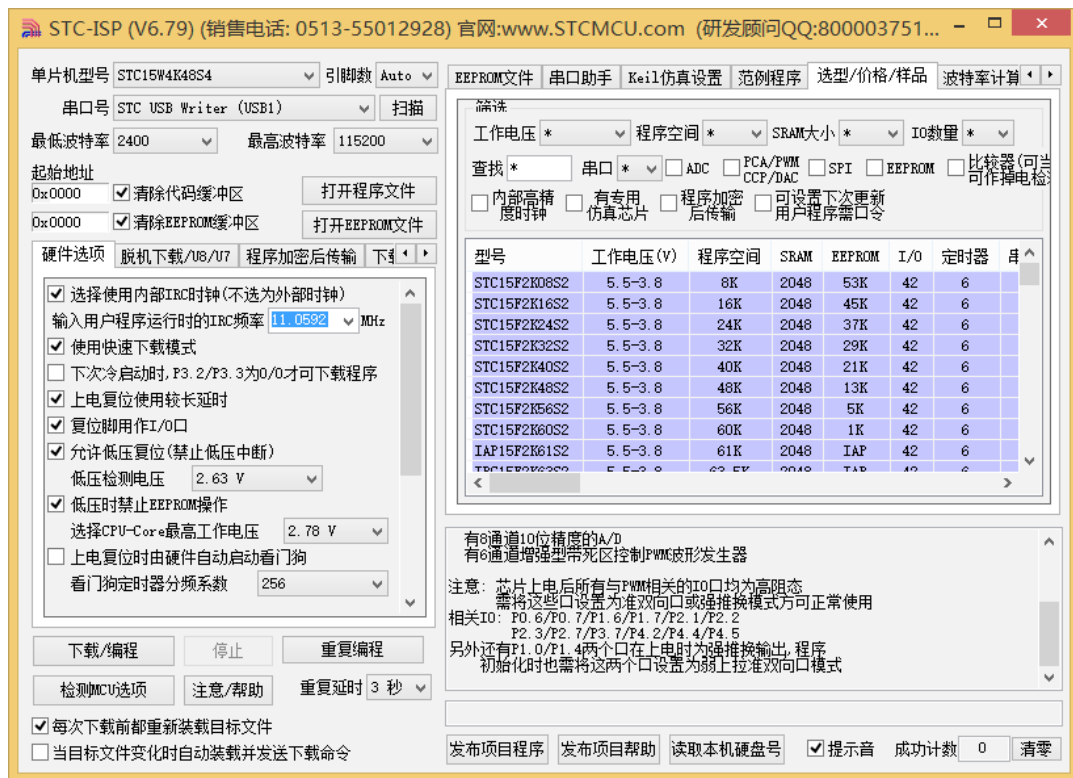 STC-ISP (V6.79) (销售电话: 0513-55012928) 官网:www.STCMCU.com (研发顾问QQ:800003751...
单片机型号 STC15W4K48S4 引脚数 Auto
串口号 STC USB Writer (USB1) 扫描
最低波特率 2400 最高波特率 115200
起始地址
0x0000 清除代码缓冲区 打开程序文件
0x0000 清除EEPROM缓冲区 打开EEPROM文件
硬件选项 脱机下载/U8/U7 程序加密后传输
选择使用内部IRC时钟(不选为外部时钟)
输入用户程序运行时的IRC频率 11.0592 MHz
使用快速下载模式
下次冷启动时,P3.2/P3.3为0/0才可下载程序
上电复位使用较长延时
复位脚用作I/O口
允许低压复位(禁止低压中断)
低压检测电压 2.63 V
低压时禁止EEPROM操作
选择CPU-Core最高工作电压 2.78 V
上电复位时由硬件自动启动看门狗
看门狗定时器分频系数 256
下载/编程 停止 重复编程
检测MCU选项 注意/帮助 重复延时 3 秒
每次下载前都重新装载目标文件
当目标文件变化时自动装载并发送下载命令
EEPROM文件 串口助手 Keil仿真设置 范例程序 选型/价格/样品 波特率计算
筛选
工作电压 * 程序空间 * SRAM大小 * IO数量 *
查找 * 串口 * ADC PCA/PWM CCP/DAC SPI EEPROM 比较器(可当 可作掉电检
内部高精度时钟 有专用仿真芯片 程序加密后传输 可设置下次更新用户程序需口令
型号 工作电压(V) 程序空间 SRAM EEPROM I/O 定时器 串
STC15F2K08S2 5.5-3.8 8K 2048 53K 42 6
STC15F2K16S2 5.5-3.8 16K 2048 45K 42 6
STC15F2K24S2 5.5-3.8 24K 2048 37K 42 6
STC15F2K32S2 5.5-3.8 32K 2048 29K 42 6
STC15F2K40S2 5.5-3.8 40K 2048 21K 42 6
STC15F2K48S2 5.5-3.8 48K 2048 13K 42 6
STC15F2K56S2 5.5-3.8 56K 2048 5K 42 6
STC15F2K60S2 5.5-3.8 60K 2048 1K 42 6
IAP15F2K61S2 5.5-3.8 61K 2048 IAP 42 6
有8通道10位精度的A/D
有6通道增强型带死区控制PWM波形发生器
注意: 芯片上电后所有与PWM相关的IO口均为高阻态
需将这些口设置为准双向口或强推挽模式方可正常使用
相关IO: P0.6/P0.7/P1.6/P1.7/P2.1/P2.2
P2.3/P2.7/P3.7/P4.2/P4.4/P4.5
另外还有P1.0/P1.4两个口在上电时为强推挽输出,程序
初始化时也需将这两个口设置为弱上拉准双向口模式
发布项目程序 发布项目帮助 读取本机硬盘号 提示音 成功计数 0 清零